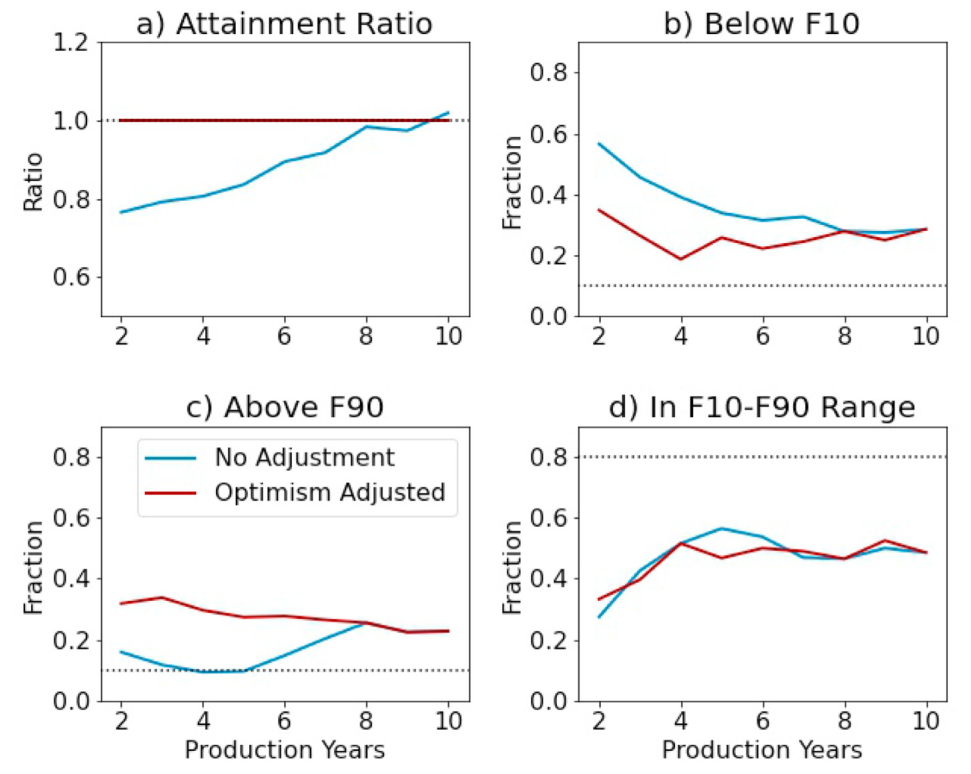 a) Attainment Ratio
1.2
1.0
0.8
0.6
Ratio
2 4 6 8 10
b) Below F10
0.8
0.6
0.4
0.2
0.0
Fraction
2 4 6 8 10
c) Above F90
No Adjustment
Optimism Adjusted
0.8
0.6
0.4
0.2
0.0
Fraction
2 4 6 8 10
Production Years
d) In F10-F90 Range
0.8
0.6
0.4
0.2
0.0
Fraction
2 4 6 8 10
Production Years